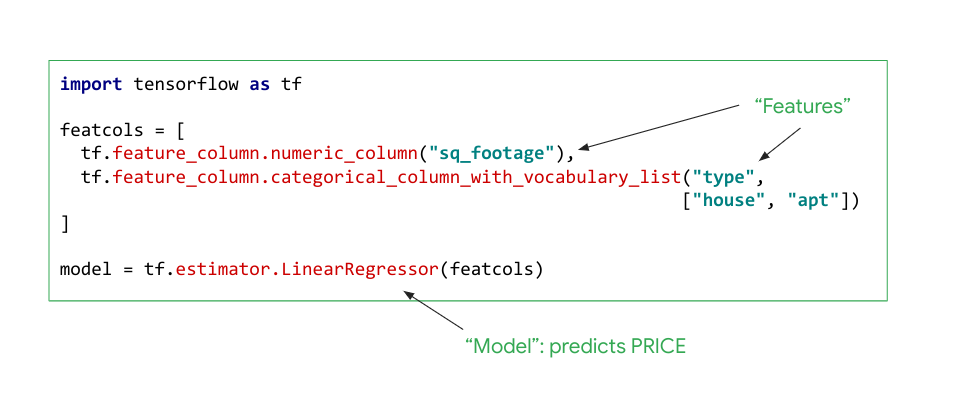 import tensorflow as tf
featcols = [
tf.feature_column.numeric_column("sq_footage"),
tf.feature_column.categorical_column_with_vocabulary_list("type",
["house", "apt"])
]
model = tf.estimator.LinearRegressor(featcols)
“Features”
“Model”: predicts PRICE